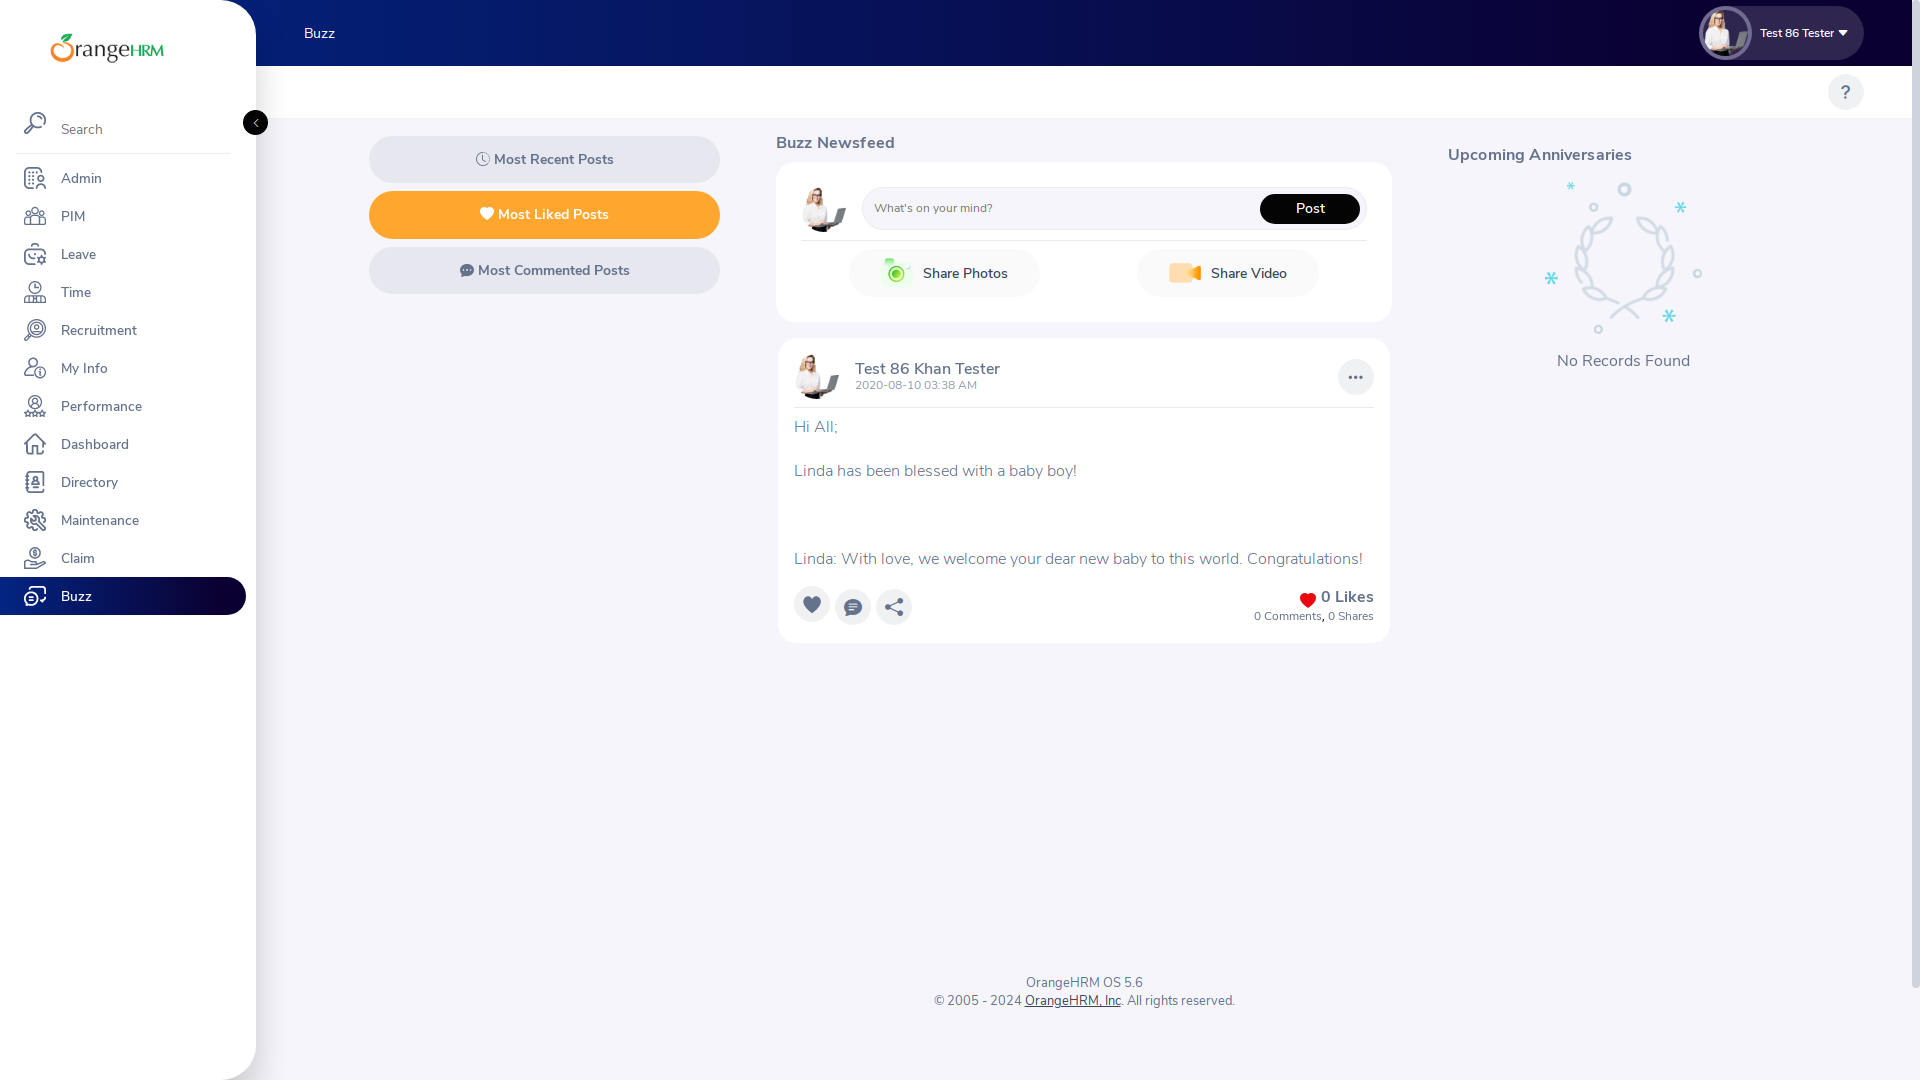 OrangeHRM
Search
Admin
PIM
Leave
Time
Recruitment
My Info
Performance
Dashboard
Directory
Maintenance
Claim
Buzz
Buzz
Test 86 Tester
?
Most Recent Posts
Most Liked Posts
Most Commented Posts
Buzz Newsfeed
What's on your mind?
Post
Share Photos
Share Video
Test 86 Khan Tester
2020-08-10 03:38 AM
Hi All;
Linda has been blessed with a baby boy!
Linda: With love, we welcome your dear new baby to this world. Congratulations!
0 Likes
0 Comments, 0 Shares
Upcoming Anniversaries
No Records Found
OrangeHRM OS 5.6
© 2005 - 2024 OrangeHRM, Inc. All rights reserved.